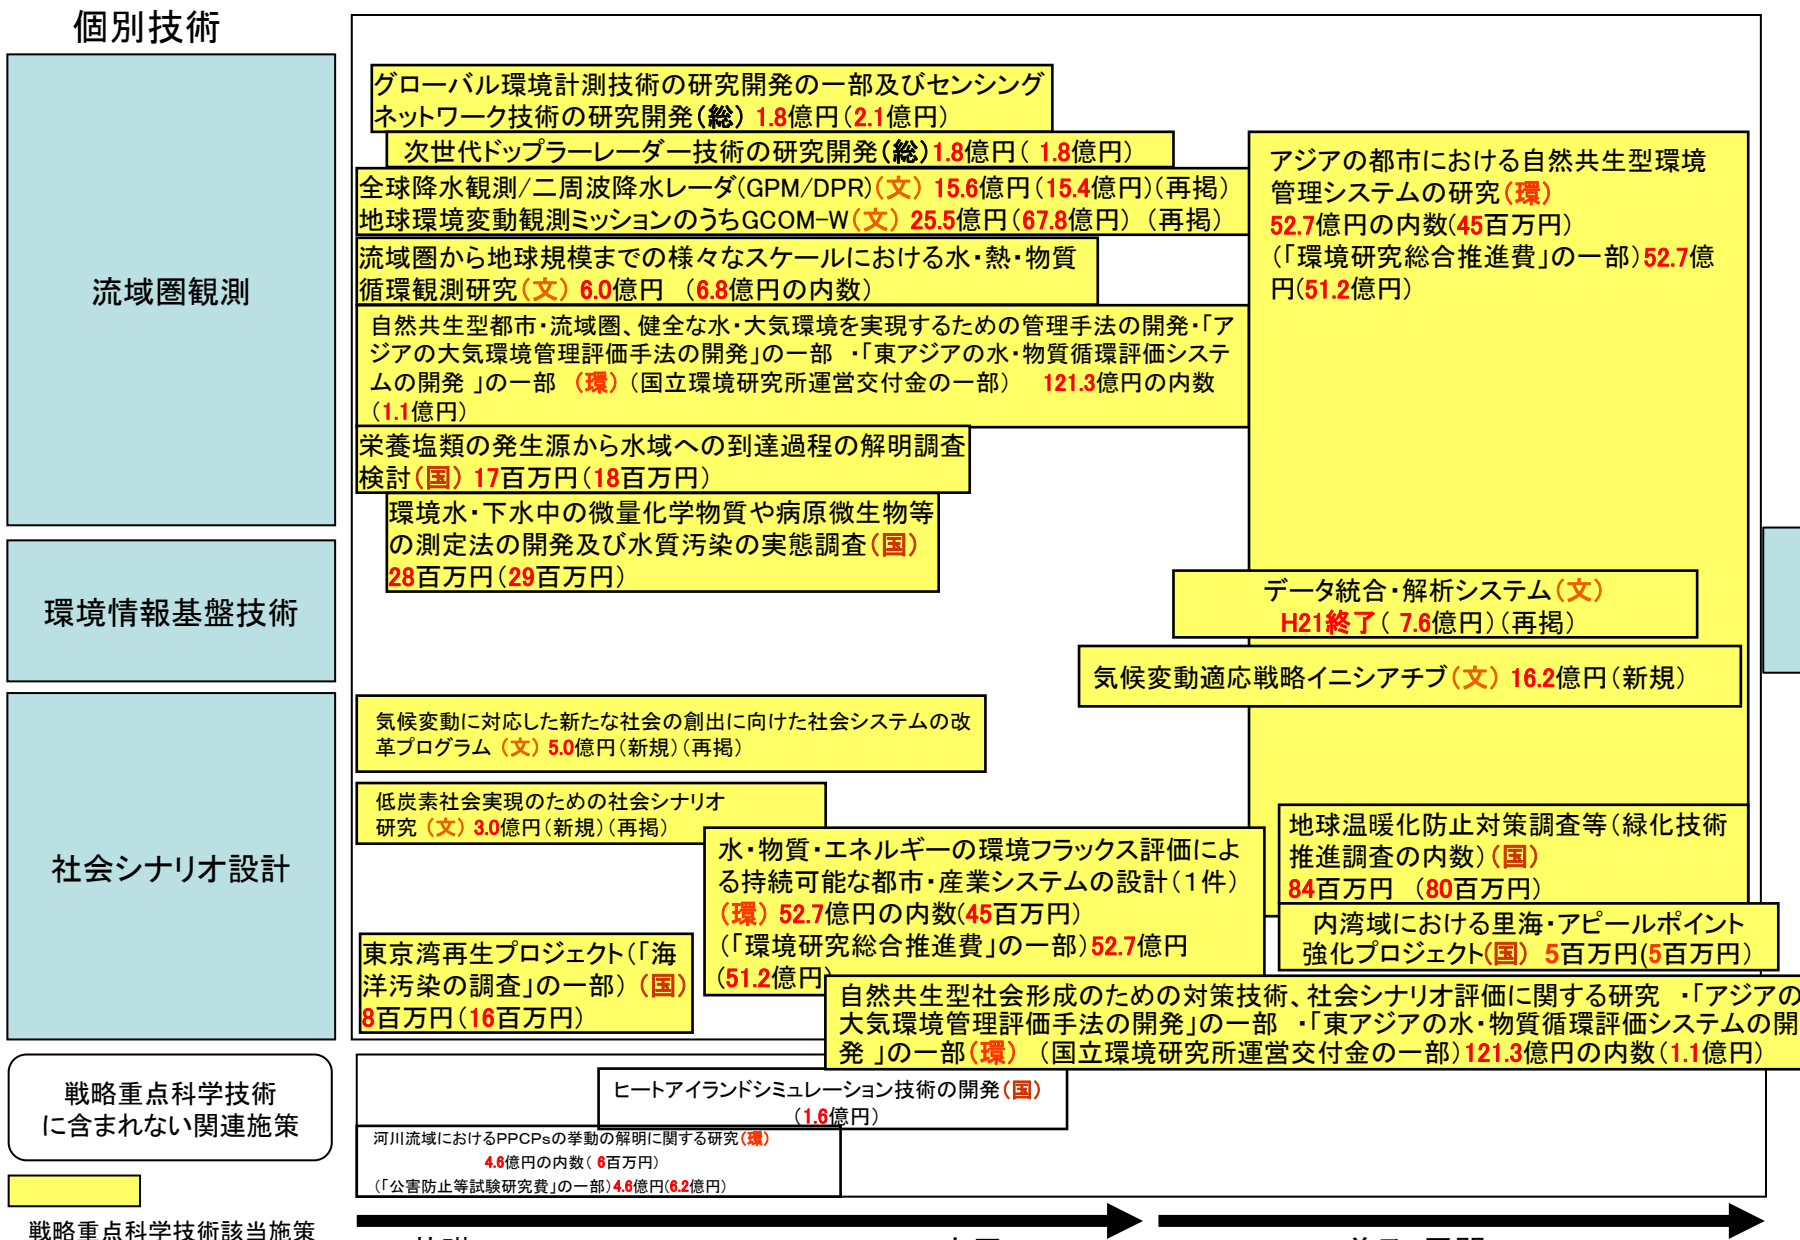 個別技術
流域圏観測
環境情報基盤技術
社会シナリオ設計
戦略重点科学技術
に含まれない関連施策
戦略重点科学技術該当施策
グローバル環境計測技術の研究開発の一部及びセンシング
ネットワーク技術の研究開発(総) 1.8億円(2.1億円)
次世代ドップラーレーダー技術の研究開発(総)1.8億円( 1.8億円)
全球降水観測/二周波降水レーダ(GPM/DPR)(文) 15.6億円(15.4億円)(再掲)
地球環境変動観測ミッションのうちGCOM-W(文) 25.5億円(67.8億円) (再掲)
流域圏から地球規模までの様々なスケールにおける水・熱・物質
循環観測研究(文) 6.0億円 (6.8億円の内数)
自然共生型都市・流域圏、健全な水・大気環境を実現するための管理手法の開発・「ア
ジアの大気環境管理評価手法の開発」の一部 ・「東アジアの水・物質循環評価システ
ムの開発 」の一部 (環) (国立環境研究所運営交付金の一部) 121.3億円の内数
(1.1億円)
栄養塩類の発生源から水域への到達過程の解明調査
検討(国) 17百万円(18百万円)
環境水・下水中の微量化学物質や病原微生物等
の測定法の開発及び水質汚染の実態調査(国)
28百万円(29百万円)
アジアの都市における自然共生型環境
管理システムの研究(環)
52.7億円の内数(45百万円)
(「環境研究総合推進費」の一部)52.7億
円(51.2億円)
データ統合・解析システム(文)
H21終了( 7.6億円)(再掲)
気候変動適応戦略イニシアチブ(文) 16.2億円(新規)
気候変動に対応した新たな社会の創出に向けた社会システムの改
革プログラム (文) 5.0億円(新規)(再掲)
低炭素社会実現のための社会シナリオ
研究 (文) 3.0億円(新規)(再掲)
水・物質・エネルギーの環境フラックス評価によ
る持続可能な都市・産業システムの設計(1件)
(環) 52.7億円の内数(45百万円)
(「環境研究総合推進費」の一部)52.7億円
(51.2億円)
地球温暖化防止対策調査等(緑化技術
推進調査の内数)(国)
84百万円 (80百万円)
内湾域における里海・アピールポイント
強化プロジェクト(国) 5百万円(5百万円)
東京湾再生プロジェクト(「海
洋汚染の調査」の一部) (国)
8百万円(16百万円)
自然共生型社会形成のための対策技術、社会シナリオ評価に関する研究 ・「アジアの
大気環境管理評価手法の開発」の一部 ・「東アジアの水・物質循環評価システムの開
発 」の一部(環) (国立環境研究所運営交付金の一部)121.3億円の内数(1.1億円)
ヒートアイランドシミュレーション技術の開発(国)
(1.6億円)
河川流域におけるPPCPsの挙動の解明に関する研究(環)
4.6億円の内数( 6百万円)
(「公害防止等試験研究費」の一部)4.6億円(6.2億円)